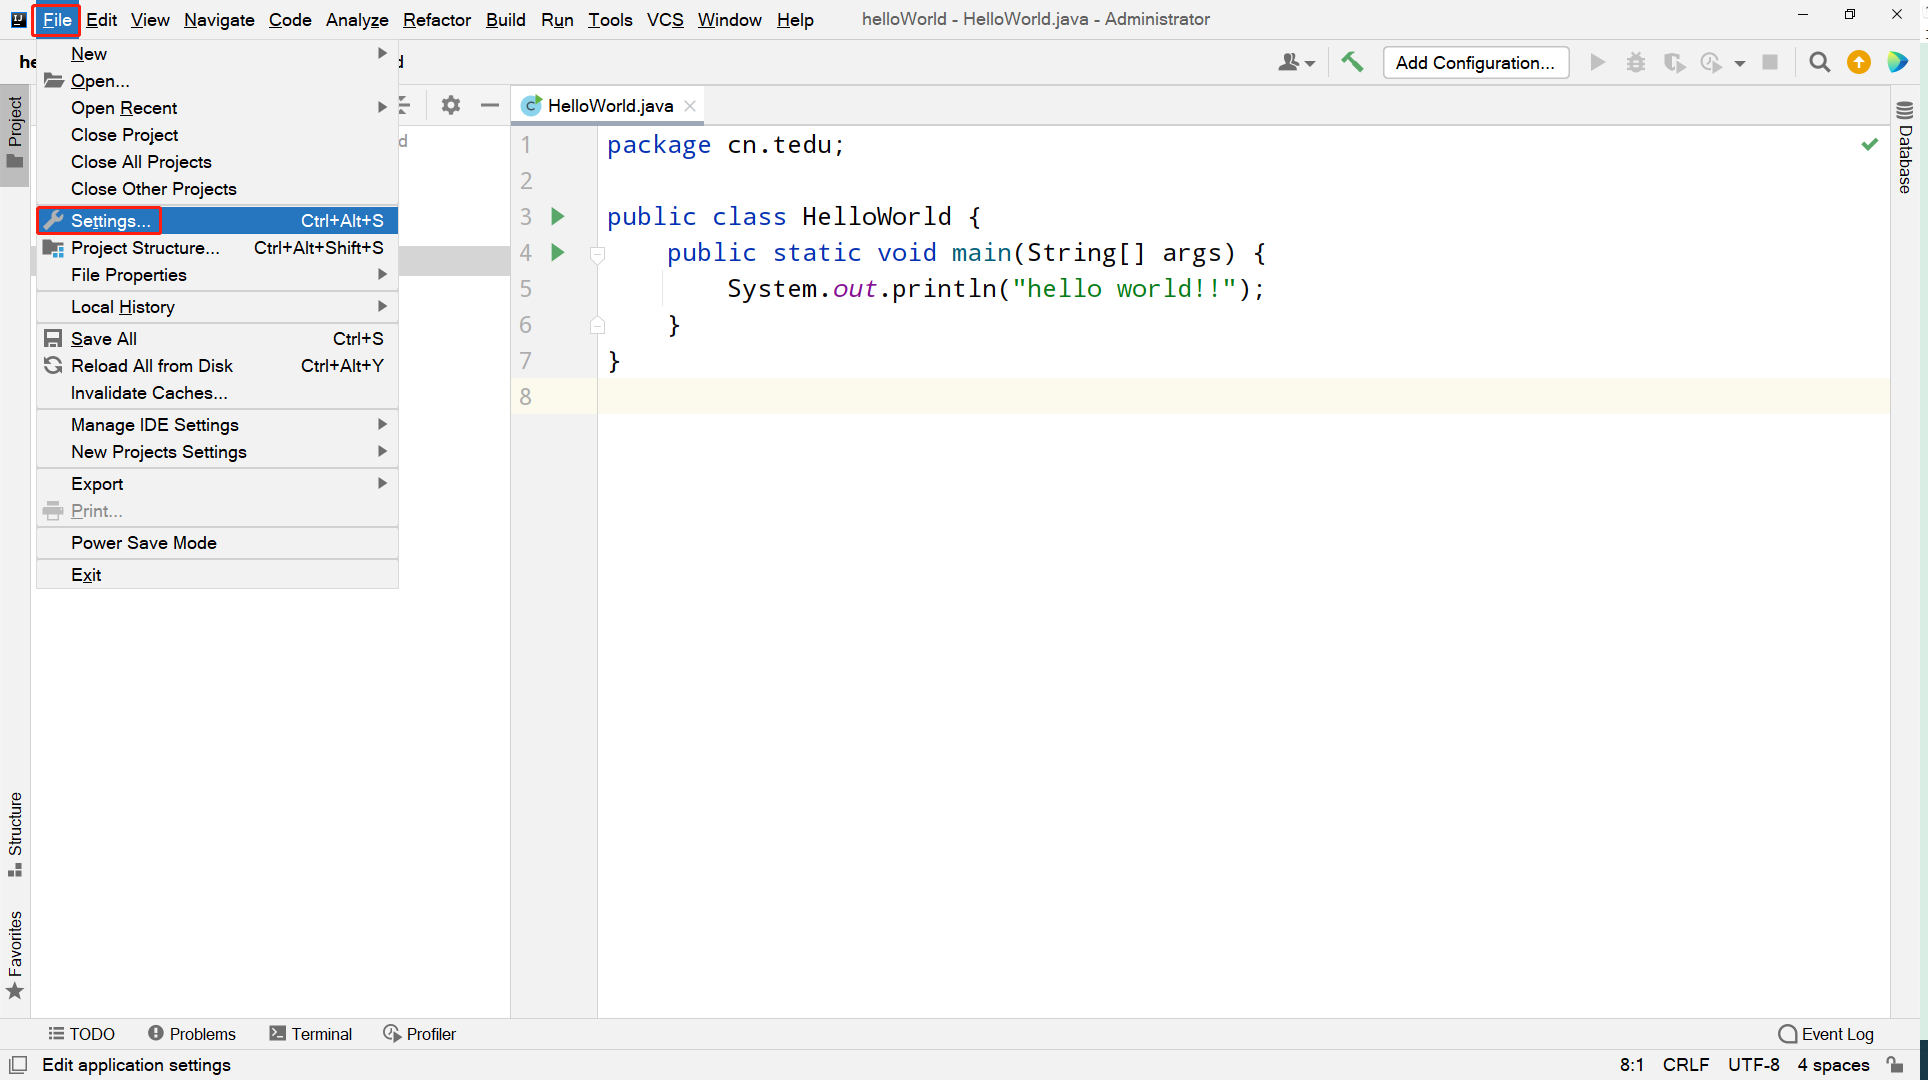 File Edit View Navigate Code Analyze Refactor Build Run Tools VCS Window Help helloWorld - HelloWorld.java - Administrator
Add Configuration...
New
Open...
Open Recent
Close Project
Close All Projects
Close Other Projects
Settings... Ctrl+Alt+S
Project Structure... Ctrl+Alt+Shift+S
File Properties
Local History
Save All Ctrl+S
Reload All from Disk Ctrl+Alt+Y
Invalidate Caches...
Manage IDE Settings
New Projects Settings
Export
Print...
Power Save Mode
Exit
Project
Structure
Favorites
HelloWorld.java
1 package cn.tedu;
2
3 public class HelloWorld {
4 public static void main(String[] args) {
5 System.out.println("hello world!!");
6 }
7 }
8
Database
TODO Problems Terminal Profiler Event Log
Edit application settings 8:1 CRLF UTF-8 4 spaces